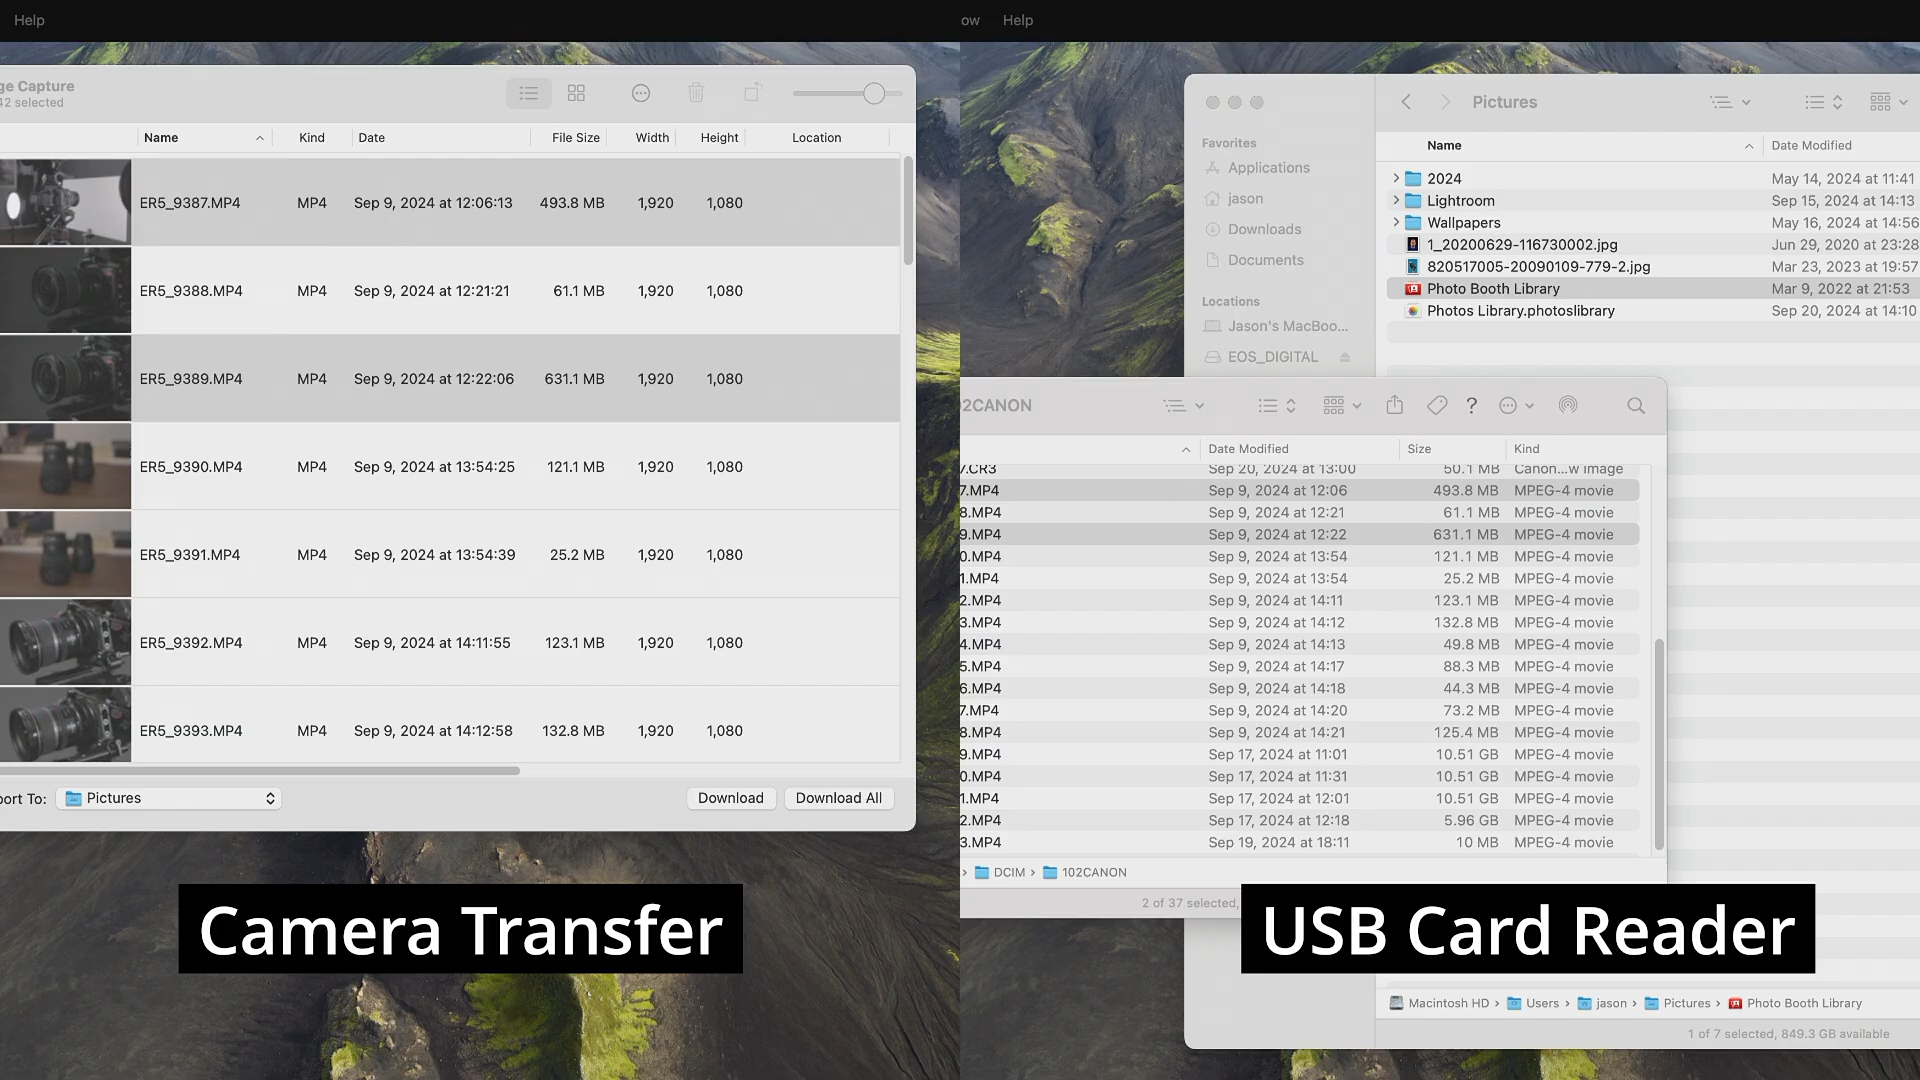 Help
ge Capture
42 selected
Name Kind Date File Size Width Height Location
ER5_9387.MP4 MP4 Sep 9, 2024 at 12:06:13 493.8 MB 1,920 1,080
ER5_9388.MP4 MP4 Sep 9, 2024 at 12:21:21 61.1 MB 1,920 1,080
ER5_9389.MP4 MP4 Sep 9, 2024 at 12:22:06 631.1 MB 1,920 1,080
ER5_9390.MP4 MP4 Sep 9, 2024 at 13:54:25 121.1 MB 1,920 1,080
ER5_9391.MP4 MP4 Sep 9, 2024 at 13:54:39 25.2 MB 1,920 1,080
ER5_9392.MP4 MP4 Sep 9, 2024 at 14:11:55 123.1 MB 1,920 1,080
ER5_9393.MP4 MP4 Sep 9, 2024 at 14:12:58 132.8 MB 1,920 1,080
port To: Pictures Download Download All
Camera Transfer
ow Help
Pictures
Favorites
Applications
jason
Downloads
Documents
Locations
Jason's MacBoo...
EOS_DIGITAL
Name Date Modified
2024 May 14, 2024 at 11:41
Lightroom Sep 15, 2024 at 14:13
Wallpapers May 16, 2024 at 14:56
1_20200629-116730002.jpg Jun 29, 2020 at 23:28
820517005-20090109-779-2.jpg Mar 23, 2023 at 19:57
Photo Booth Library Mar 9, 2022 at 21:53
Photos Library.photoslibrary Sep 20, 2024 at 14:10
02CANON
Date Modified Size Kind
7.CR3 Sep 20, 2024 at 13:00 50.1 MB Canon...w image
7.MP4 Sep 9, 2024 at 12:06 493.8 MB MPEG-4 movie
8.MP4 Sep 9, 2024 at 12:21 61.1 MB MPEG-4 movie
9.MP4 Sep 9, 2024 at 12:22 631.1 MB MPEG-4 movie
0.MP4 Sep 9, 2024 at 13:54 121.1 MB MPEG-4 movie
1.MP4 Sep 9, 2024 at 13:54 25.2 MB MPEG-4 movie
2.MP4 Sep 9, 2024 at 14:11 123.1 MB MPEG-4 movie
3.MP4 Sep 9, 2024 at 14:12 132.8 MB MPEG-4 movie
4.MP4 Sep 9, 2024 at 14:13 49.8 MB MPEG-4 movie
5.MP4 Sep 9, 2024 at 14:17 88.3 MB MPEG-4 movie
6.MP4 Sep 9, 2024 at 14:18 44.3 MB MPEG-4 movie
7.MP4 Sep 9, 2024 at 14:20 73.2 MB MPEG-4 movie
8.MP4 Sep 9, 2024 at 14:21 125.4 MB MPEG-4 movie
9.MP4 Sep 17, 2024 at 11:01 10.51 GB MPEG-4 movie
0.MP4 Sep 17, 2024 at 11:31 10.51 GB MPEG-4 movie
1.MP4 Sep 17, 2024 at 12:01 10.51 GB MPEG-4 movie
2.MP4 Sep 17, 2024 at 12:18 5.96 GB MPEG-4 movie
3.MP4 Sep 19, 2024 at 18:11 10 MB MPEG-4 movie
DCIM › 102CANON
2 of 37 selected,
USB Card Reader
Macintosh HD › Users › jason › Pictures › Photo Booth Library
1 of 7 selected, 849.3 GB available